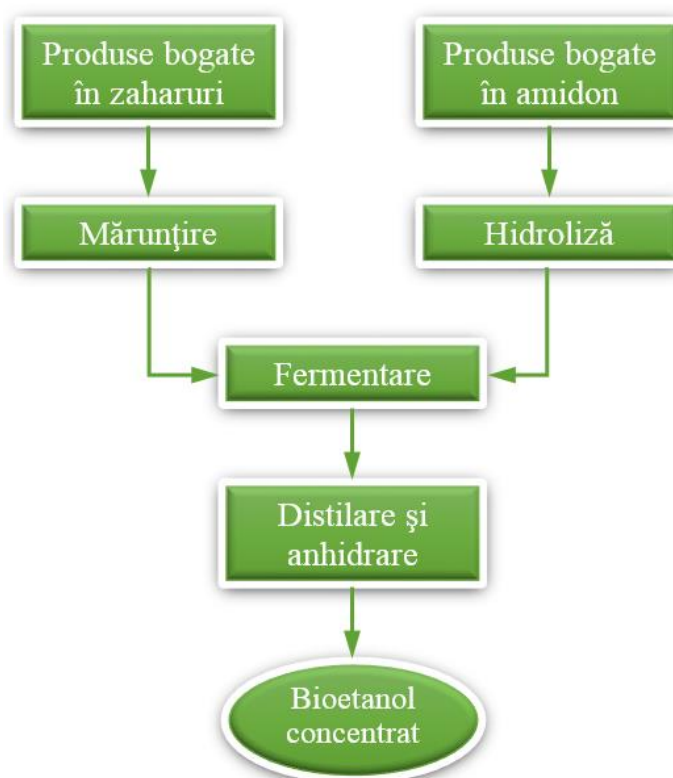 Produse bogate
în zaharuri
Produse bogate
în amidon
Mărunţire
Hidroliză
Fermentare
Distilare şi
anhidrare
Bioetanol
concentrat